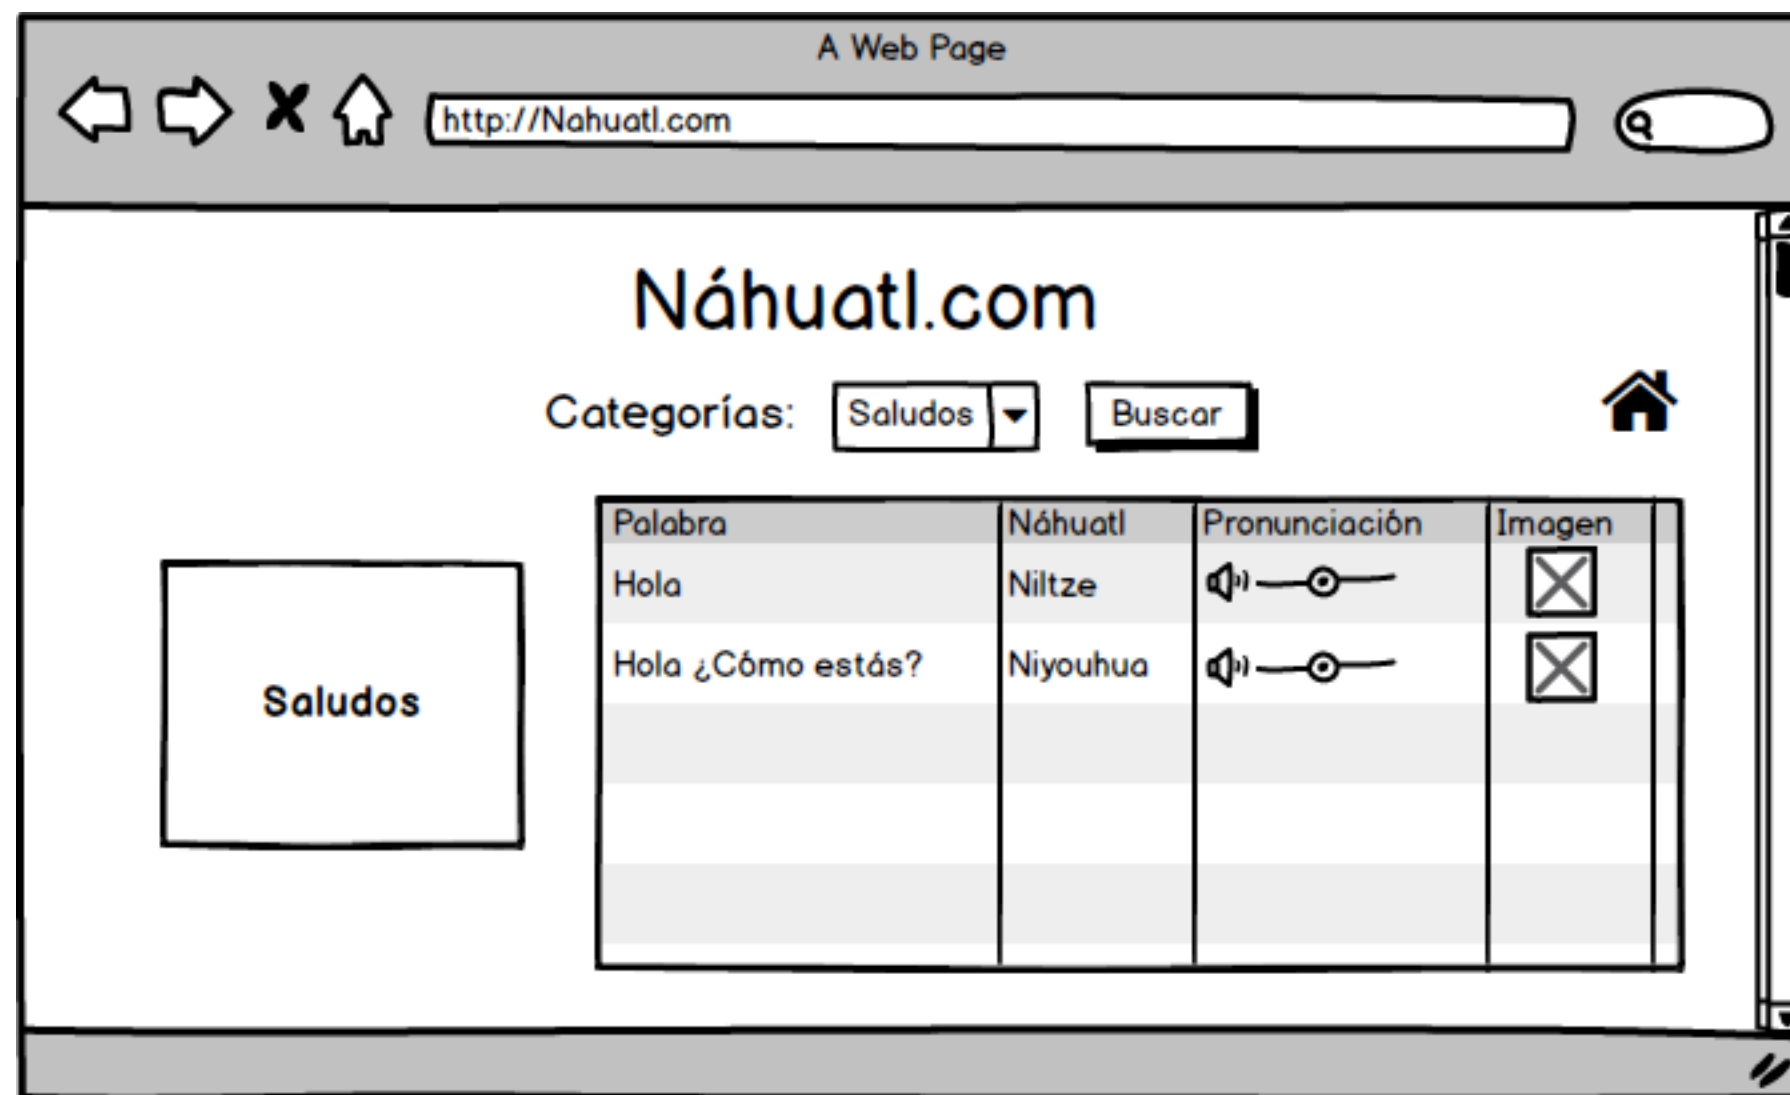 A Web Page
http://Nahuatl.com
Náhuatl.com
Categorías: Saludos Buscar
Palabra Náhuatl Pronunciación Imagen
Hola Niltze
Hola ¿Cómo estás? Niyouhua
Saludos